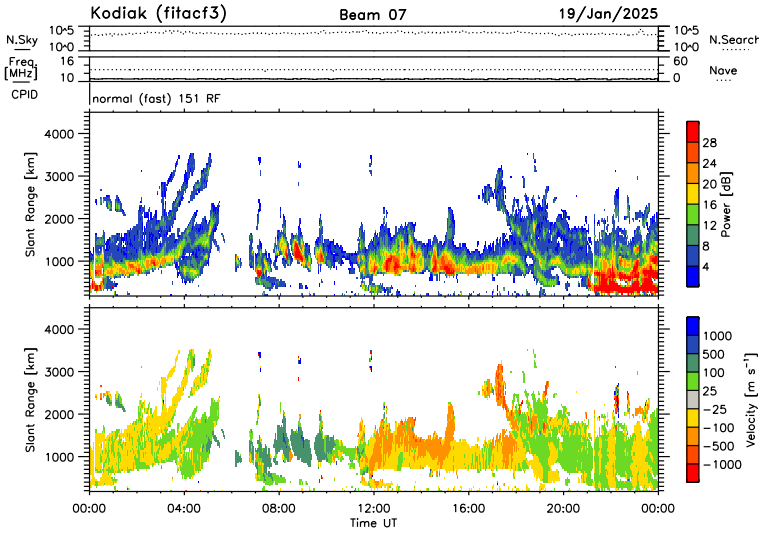 Kodiak (fitacf3) Beam 07 19/Jan/2025
N.Sky 10^5 10^0 10^5 10^0 N.Search
Freq. [MHz] 16 10 60 0 Nave
CPID normal (fast) 151 RF
Slant Range [km] 4000 3000 2000 1000
Power [dB] 28 24 20 16 12 8 4
Slant Range [km] 4000 3000 2000 1000
Velocity [m s^-1] 1000 500 100 25 -25 -100 -500 -1000
00:00 04:00 08:00 12:00 16:00 20:00 00:00
Time UT